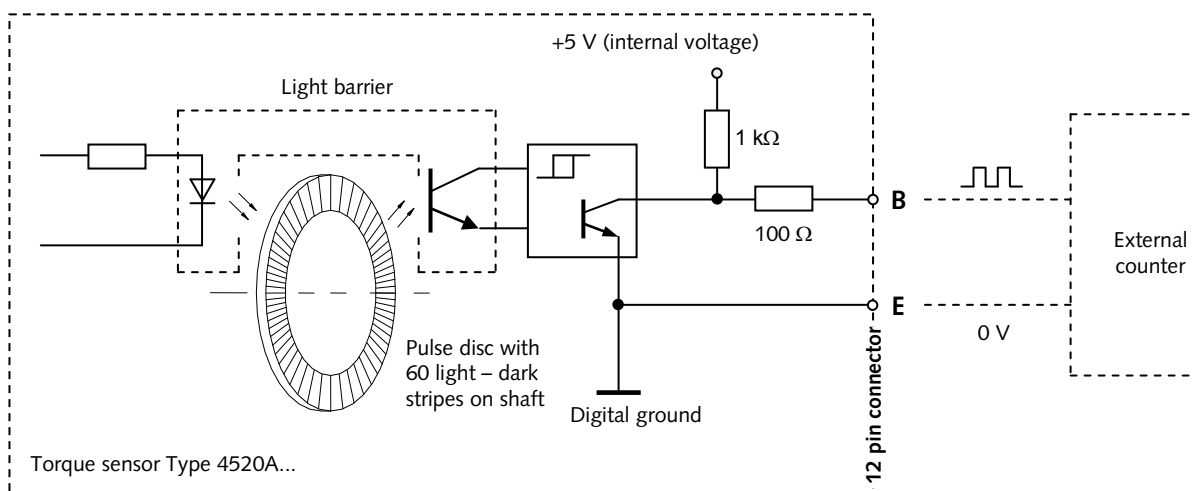 +5 V (internal voltage)
Light barrier
1 kΩ
100 Ω
B
External
counter
E
0 V
Pulse disc with
60 light – dark
stripes on shaft
Digital ground
12 pin connector
Torque sensor Type 4520A...